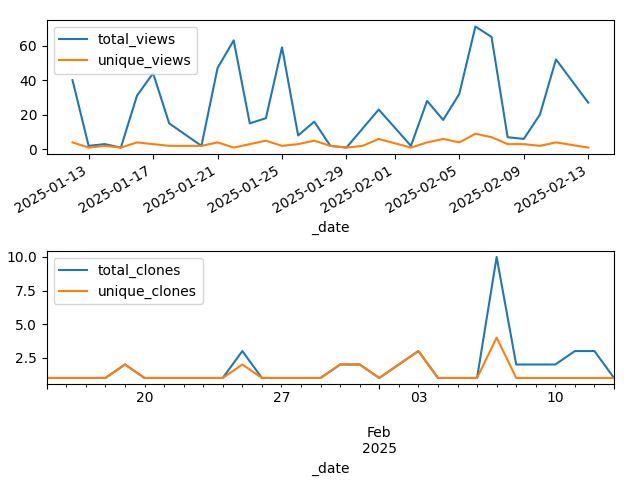 total_views
unique_views
60
40
20
0
2025-01-13
2025-01-17
2025-01-21
2025-01-25
2025-01-29
2025-02-01
2025-02-05
2025-02-09
2025-02-13
_date
total_clones
unique_clones
10.0
7.5
5.0
2.5
20 27 03 10
Feb
2025
_date